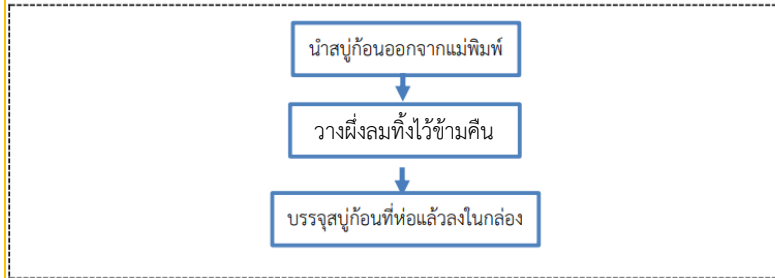 นำสบู่ก้อนออกจากแม่พิมพ์
วางผึ่งลมทิ้งไว้ข้ามคืน
บรรจุสบู่ก้อนที่ห่อแล้วลงในกล่อง